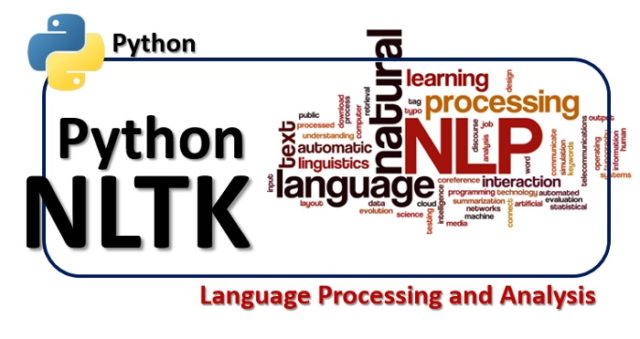 Python
Python
NLTK
natural
learning
design
processing
NLP
tag
typo
retrieval
computer
process
download
public
processed
understanding
text
automatic
linguistics
input
language
layout
data
evolution
cloud
science
testing
intelligence
media
coreference
interaction
programming technology automated
summarization
networks
machine
connect
artificial
evaluation
statistical
discourse
analysis
job
word
communicate
simulation
keywords
telecommunications
output
operating
typography
systems
information
human
Language Processing and Analysis